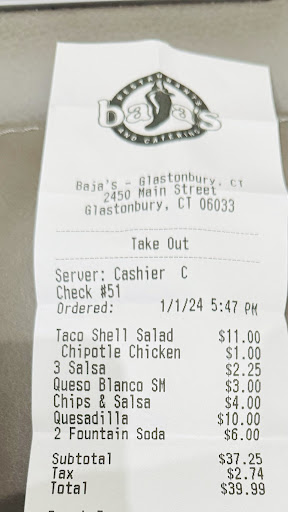 RESTAURANTS
baja's
AND CATERING
Baja's - Glastonbury, CT
2450 Main Street
Glastonbury, CT 06033
Take Out
Server: Cashier C
Check #51
Ordered: 1/1/24 5:47 PM
Taco Shell Salad $11.00
Chipotle Chicken $1.00
3 Salsa $2.25
Queso Blanco SM $3.00
Chips & Salsa $4.00
Quesadilla $10.00
2 Fountain Soda $6.00
Subtotal $37.25
Tax $2.74
Total $39.99